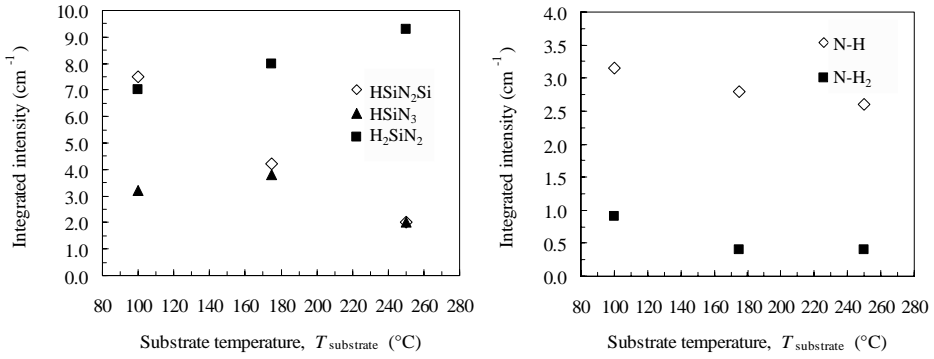 10.0
9.0
8.0
7.0
6.0
5.0
4.0
3.0
2.0
1.0
0.0
Integrated intensity (cm⁻¹)
HSiN₂Si
HSiN₃
H₂SiN₂
80 100 120 140 160 180 200 220 240 260 280
Substrate temperature, T substrate (°C)
4.0
3.5
3.0
2.5
2.0
1.5
1.0
0.5
0.0
Integrated intensity (cm⁻¹)
N-H
N-H₂
80 100 120 140 160 180 200 220 240 260 280
Substrate temperature, T substrate (°C)